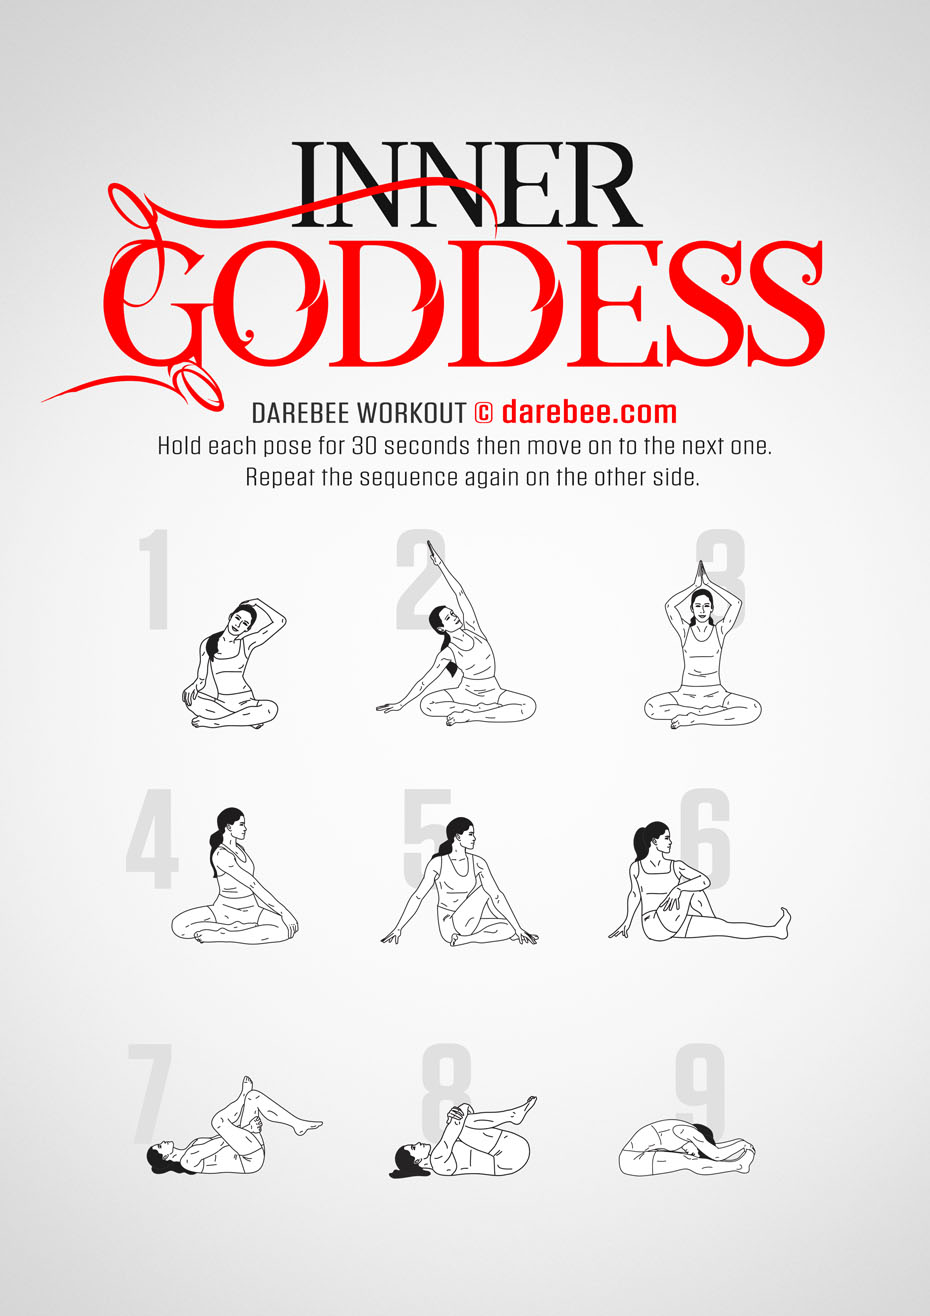 INNER
GODDESS
DAREBEE WORKOUT © darebee.com
Hold each pose for 30 seconds then move on to the next one.
Repeat the sequence again on the other side.
1 2 3
4 5 6
7 8 9